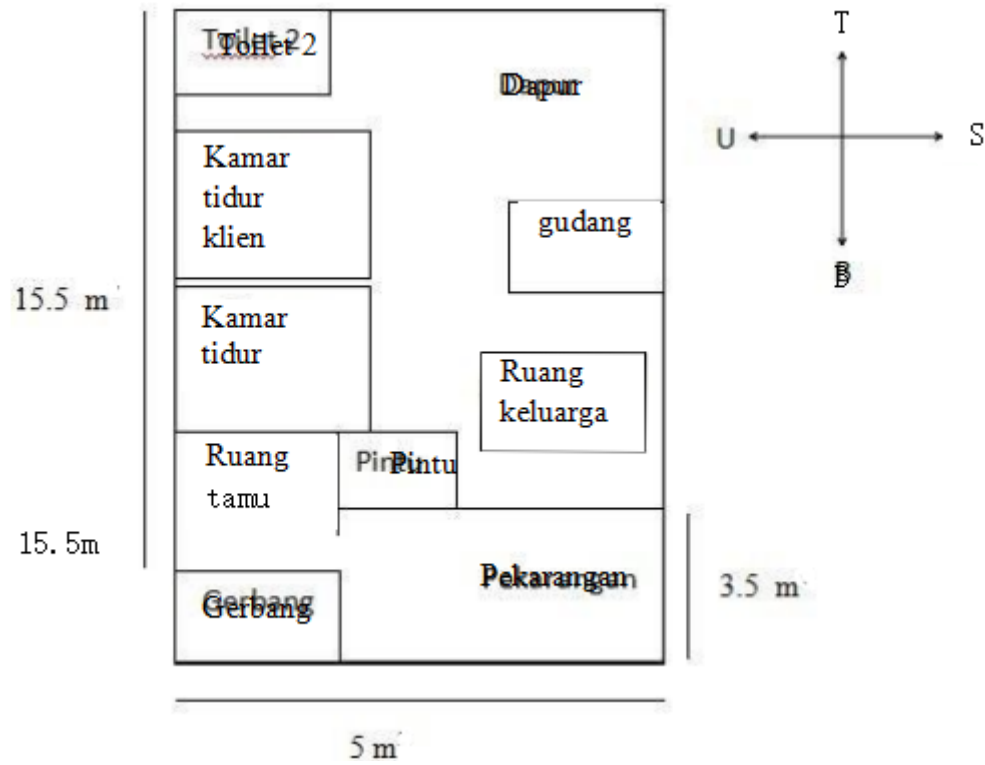 Toilet 2
Dapur
T
U
S
B
Kamar
tidur
klien
gudang
15.5 m
Kamar
tidur
Ruang
keluarga
Ruang
tamu
Pintu
15.5m
Gerbang
Pekarangan
3.5 m
5 m